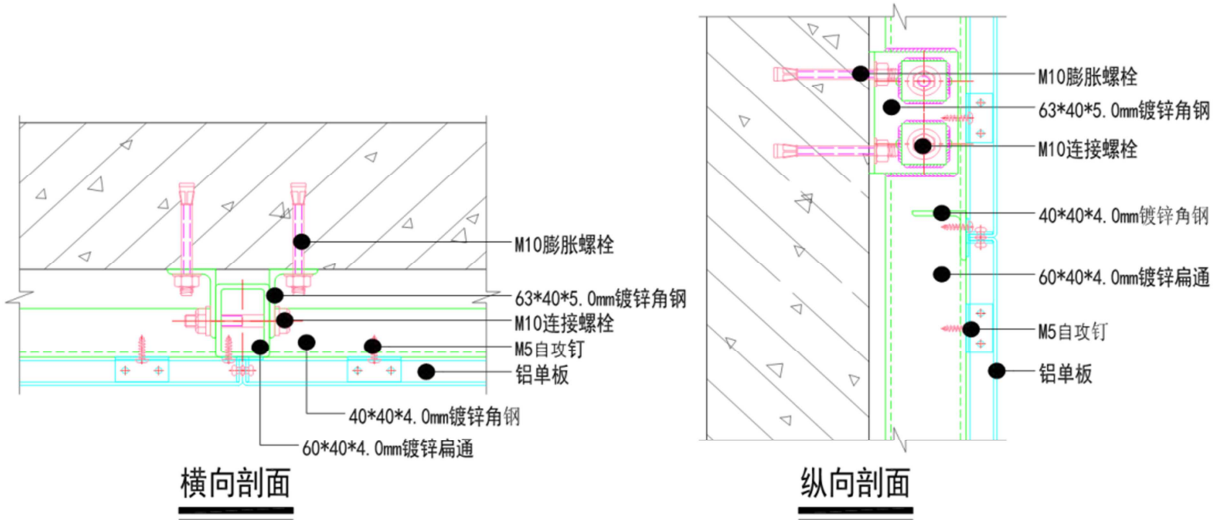 M10膨胀螺栓
63*40*5.0mm镀锌角钢
M10连接螺栓
M5自攻钉
铝单板
40*40*4.0mm镀锌角钢
60*40*4.0mm镀锌扁通
横向剖面
M10膨胀螺栓
63*40*5.0mm镀锌角钢
M10连接螺栓
40*40*4.0mm镀锌角钢
60*40*4.0mm镀锌扁通
M5自攻钉
铝单板
纵向剖面